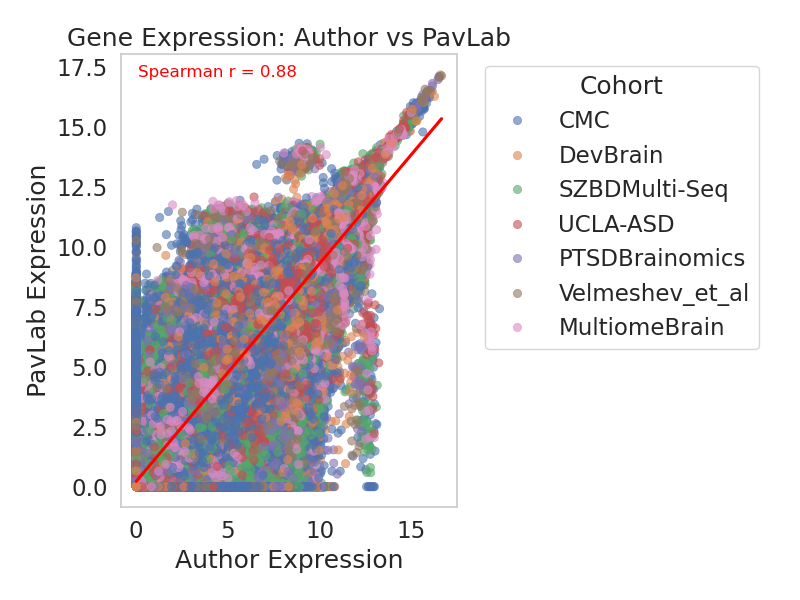 Gene Expression: Author vs PavLab
Spearman r = 0.88
17.5
15.0
12.5
10.0
7.5
5.0
2.5
0.0
PavLab Expression
0 5 10 15
Author Expression
Cohort
CMC
DevBrain
SZBDMulti-Seq
UCLA-ASD
PTSDBrainomics
Velmeshev_et_al
MultiomeBrain